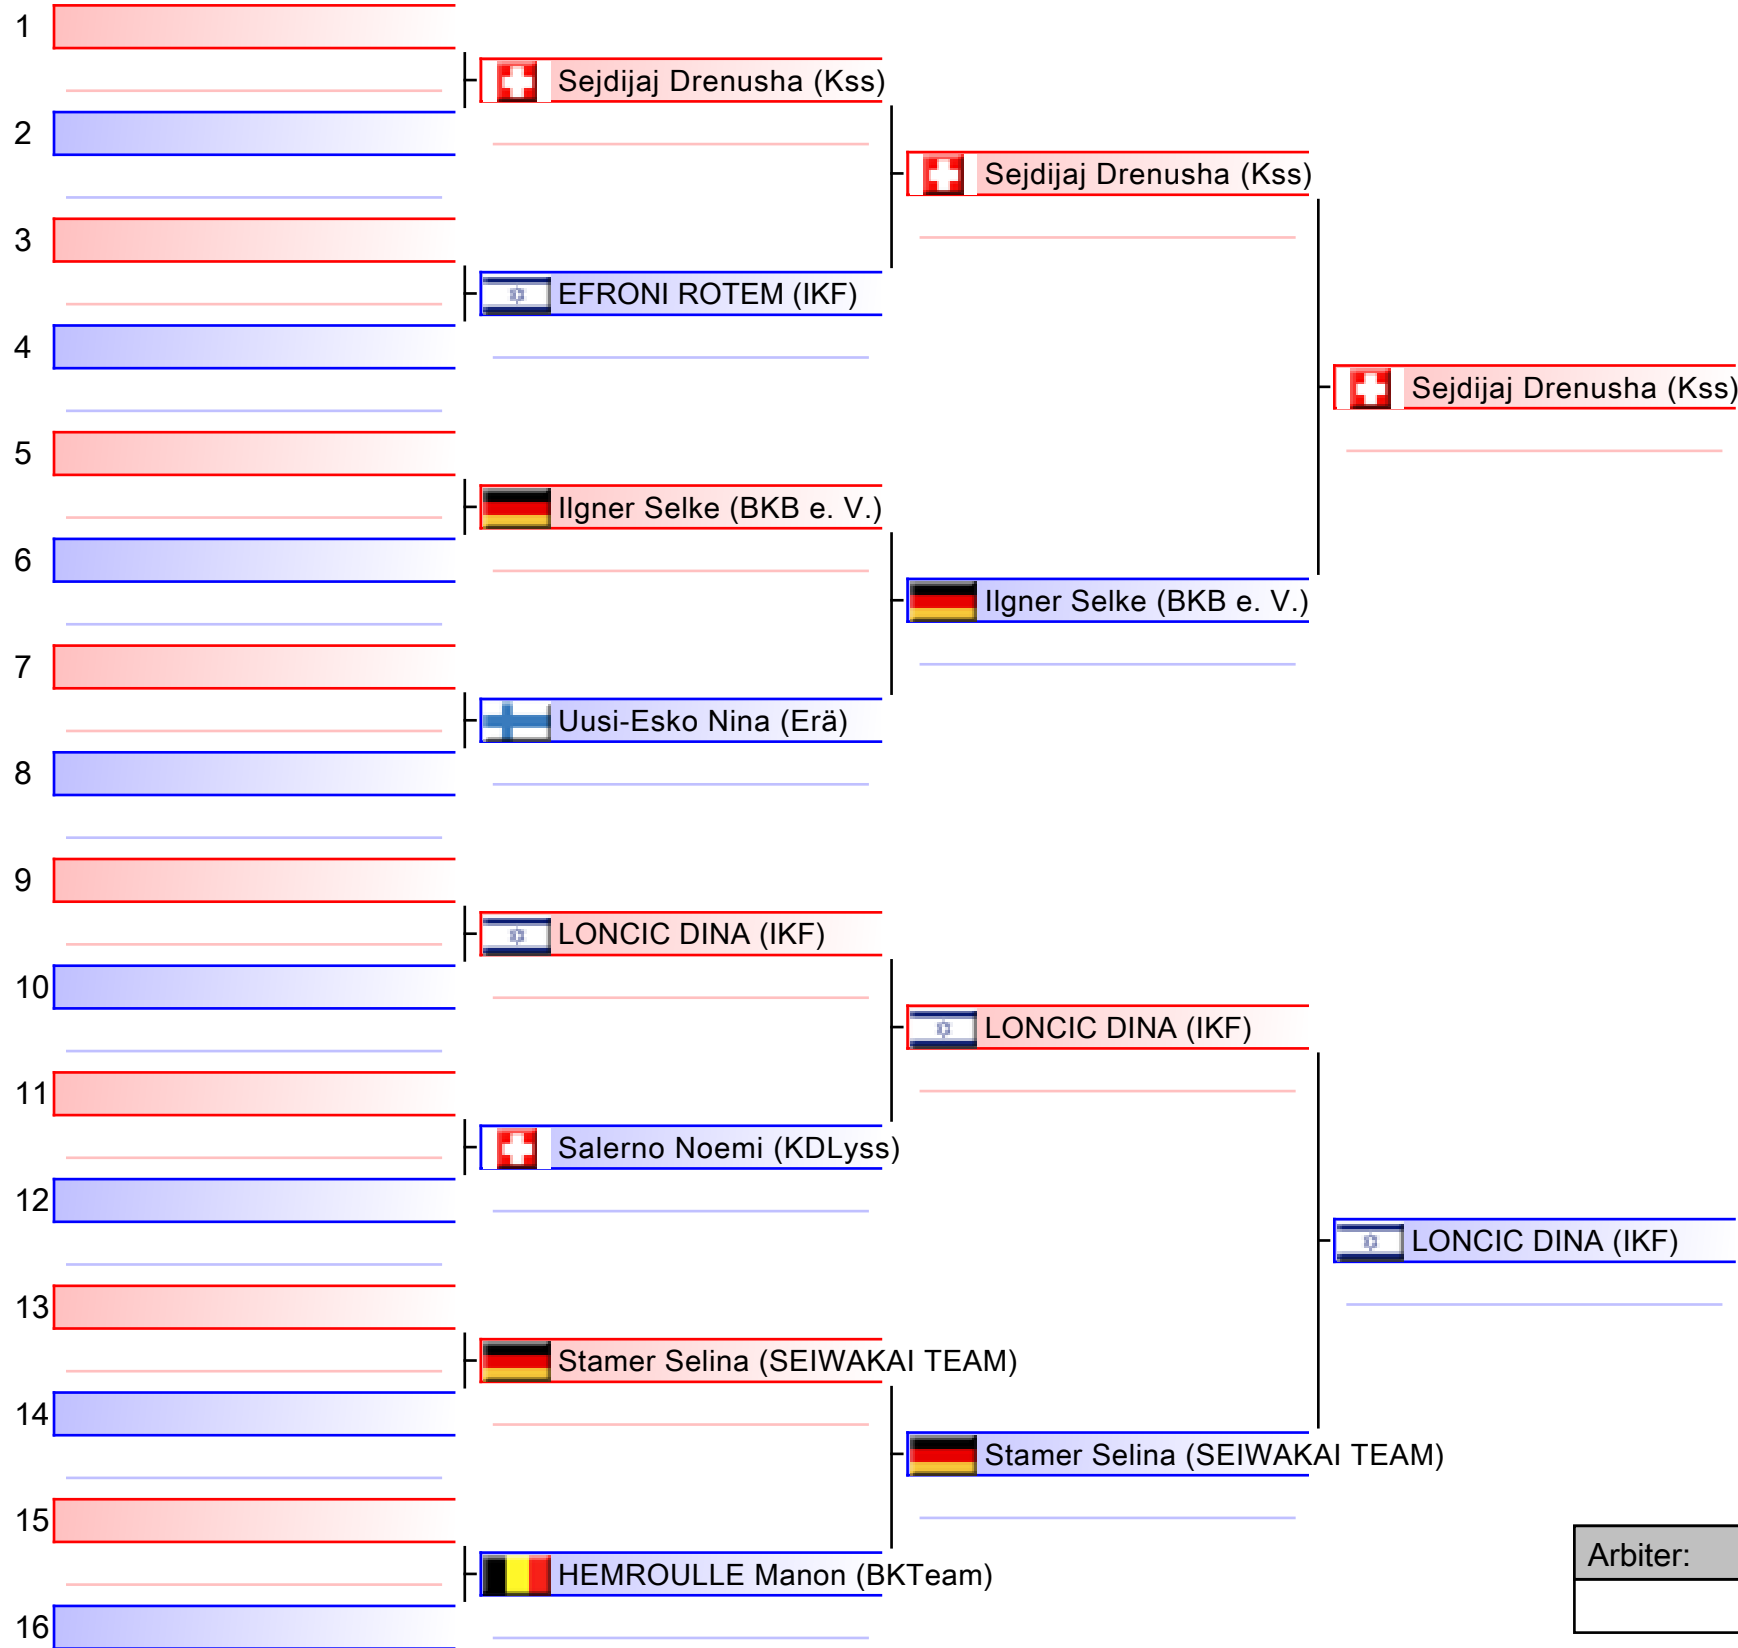 1
Sejdijaj Drenusha (Kss)
2
Sejdijaj Drenusha (Kss)
3
EFRONI ROTEM (IKF)
4
Sejdijaj Drenusha (Kss)
5
Ilgner Selke (BKB e. V.)
6
Ilgner Selke (BKB e. V.)
7
Uusi-Esko Nina (Erä)
8
9
LONCIC DINA (IKF)
10
LONCIC DINA (IKF)
11
Salerno Noemi (KDLyss)
12
LONCIC DINA (IKF)
13
Stamer Selina (SEIWAKAI TEAM)
14
Stamer Selina (SEIWAKAI TEAM)
15
Arbiter:
HEMROULLE Manon (BKTeam)
16